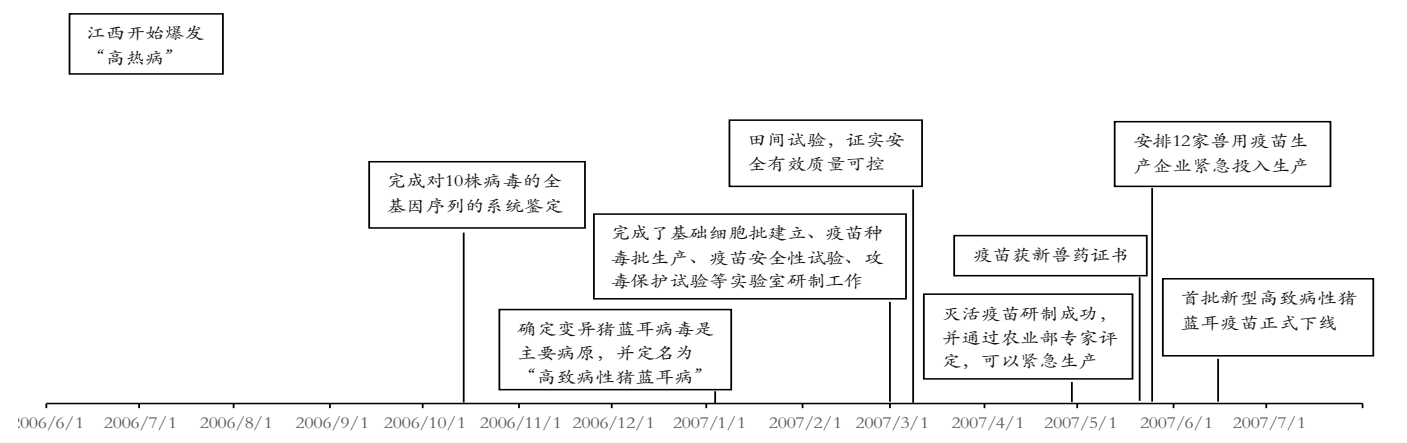 江西开始爆发
“高热病”
完成对10株病毒的全
基因序列的系统鉴定
确定变异猪蓝耳病毒是
主要病原，并定名为
“高致病性猪蓝耳病”
完成了基础细胞批建立、疫苗种
毒批生产、疫苗安全性试验、攻
毒保护试验等实验室研制工作
田间试验，证实安
全有效质量可控
灭活疫苗研制成功，
并通过农业部专家评
定，可以紧急生产
疫苗获新兽药证书
安排12家兽用疫苗生
产企业紧急投入生产
首批新型高致病性猪
蓝耳疫苗正式下线
2006/6/1 2006/7/1 2006/8/1 2006/9/1 2006/10/1 2006/11/1 2006/12/1 2007/1/1 2007/2/1 2007/3/1 2007/4/1 2007/5/1 2007/6/1 2007/7/1